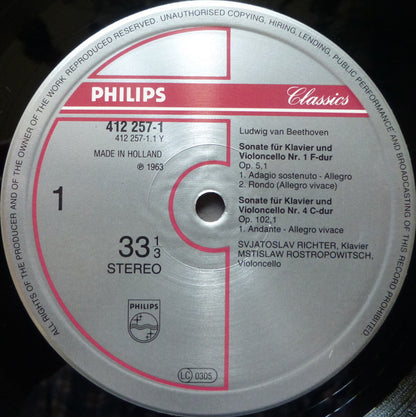 ALL RIGHTS OF THE PRODUCER AND OF THE OWNER OF THE WORK REPRODUCED RESERVED. UNAUTHORISED COPYING, HIRING, LENDING, PUBLIC PERFORMANCE AND BROADCASTING OF THIS RECORD PROHIBITED
PHILIPS
Classics
412 257-1
412 257-1.1 Y
MADE IN HOLLAND
℗ 1963
1
33 1/3
STEREO
PHILIPS
Ludwig van Beethoven
Sonate für Klavier und
Violoncello Nr. 1 F-dur
Op. 5,1
1. Adagio sostenuto - Allegro
2. Rondo (Allegro vivace)
Sonate für Klavier und
Violoncello Nr. 4 C-dur
Op. 102,1
1. Andante - Allegro vivace
SVJATOSLAV RICHTER, Klavier
MSTISLAW ROSTROPOWITSCH,
Violoncello
LC 0305